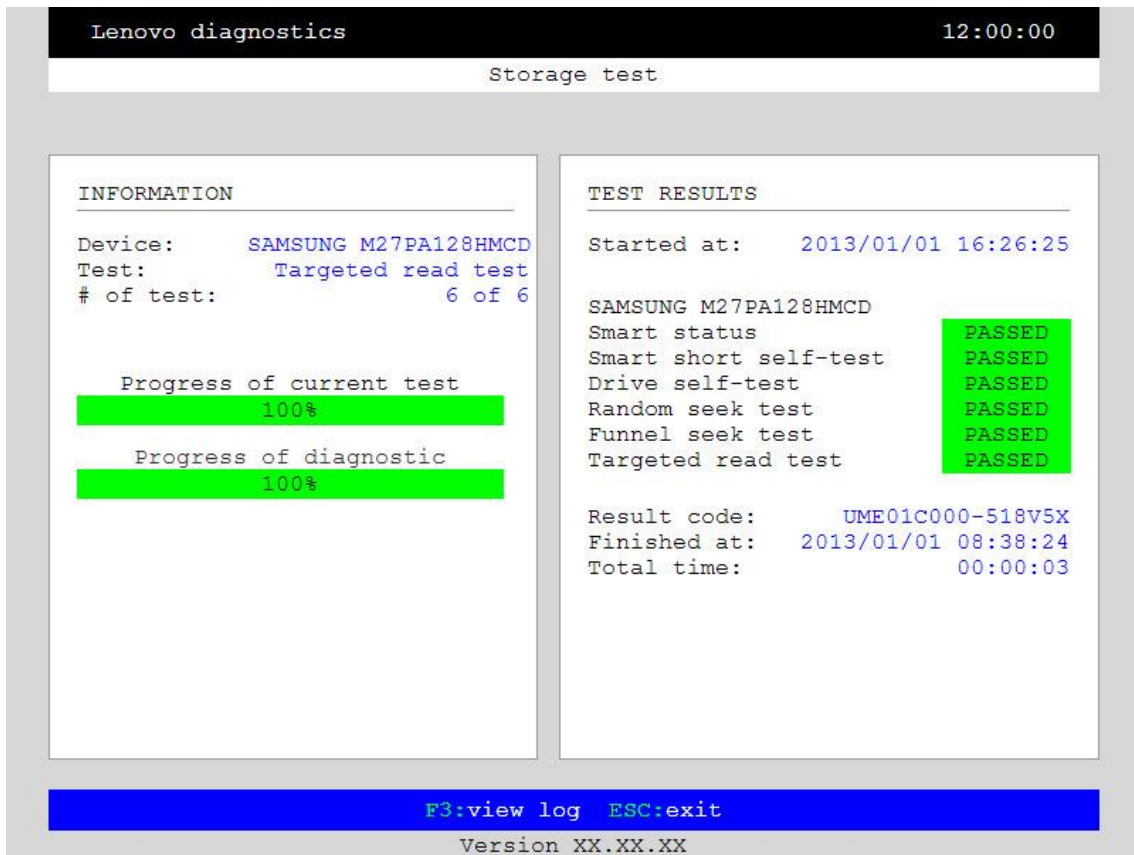 Lenovo diagnostics 12:00:00
Storage test
INFORMATION
Device: SAMSUNG M27PA128HMCD
Test: Targeted read test
# of test: 6 of 6
Progress of current test
100%
Progress of diagnostic
100%
TEST RESULTS
Started at: 2013/01/01 16:26:25
SAMSUNG M27PA128HMCD
Smart status PASSED
Smart short self-test PASSED
Drive self-test PASSED
Random seek test PASSED
Funnel seek test PASSED
Targeted read test PASSED
Result code: UME01C000-518V5X
Finished at: 2013/01/01 08:38:24
Total time: 00:00:03
F3:view log ESC:exit
Version XX.XX.XX